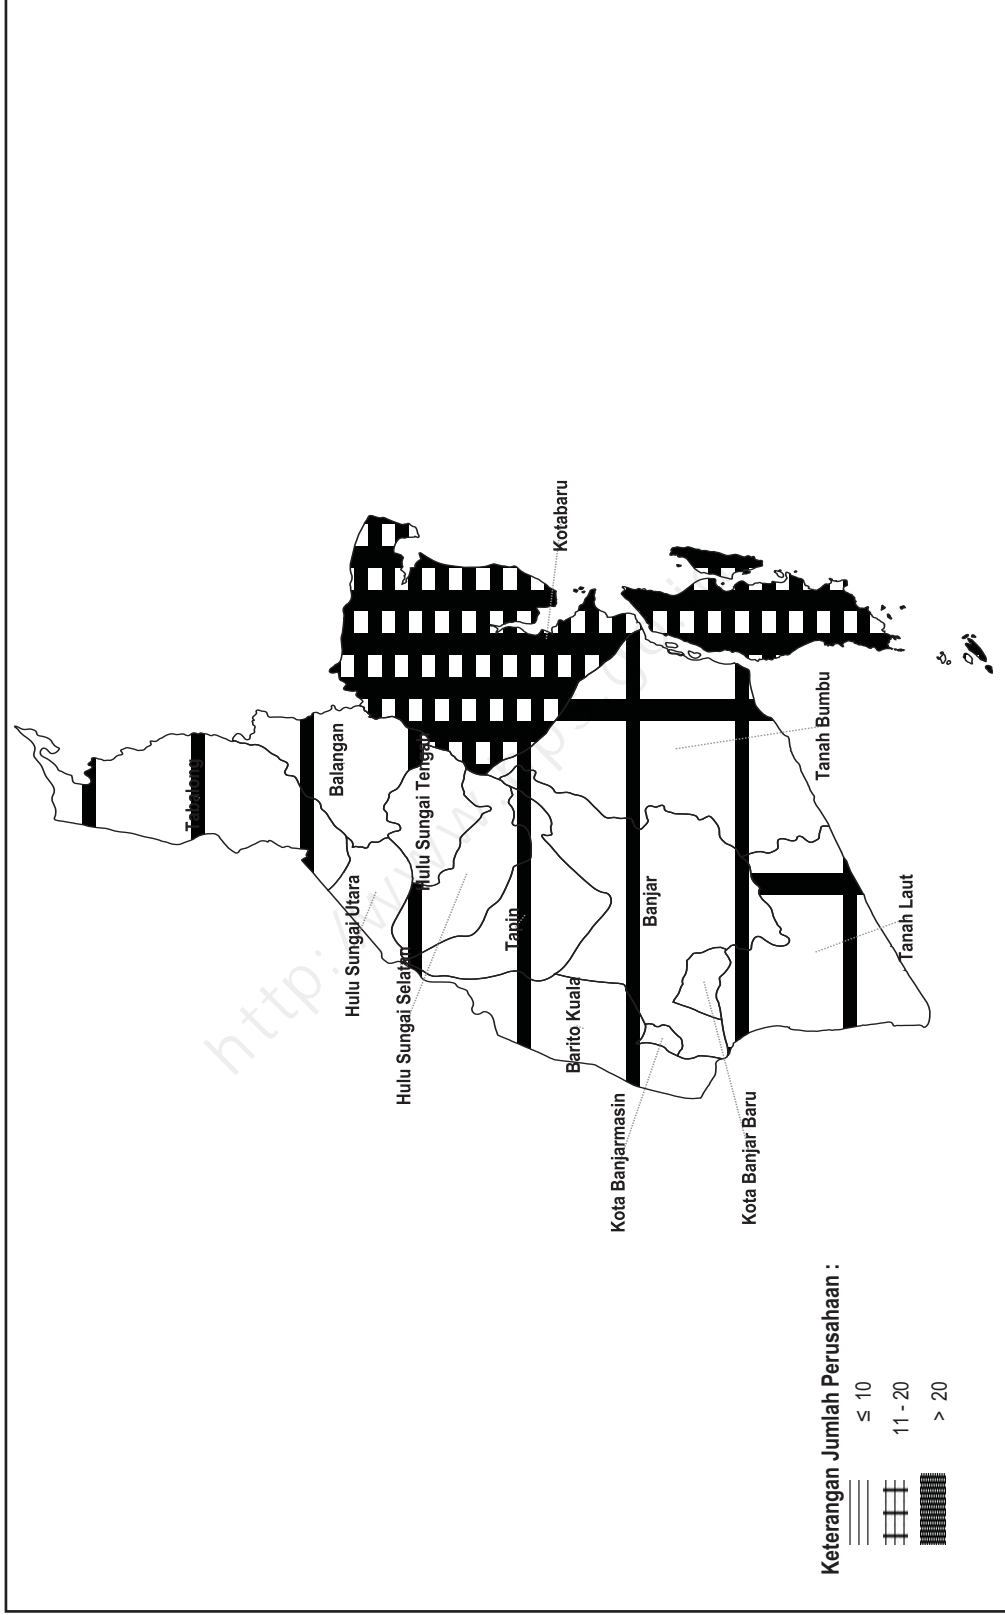 Kotabaru
Tabalong
Balangan
Hulu Sungai Tengah
Tanah Bumbu
Hulu Sungai Utara
Hulu Sungai Selatan
Tapin
Banjar
Tanah Laut
Barito Kuala
Kota Banjarmasin
Kota Banjar Baru
Keterangan Jumlah Perusahaan :
≤ 10
11 - 20
> 20